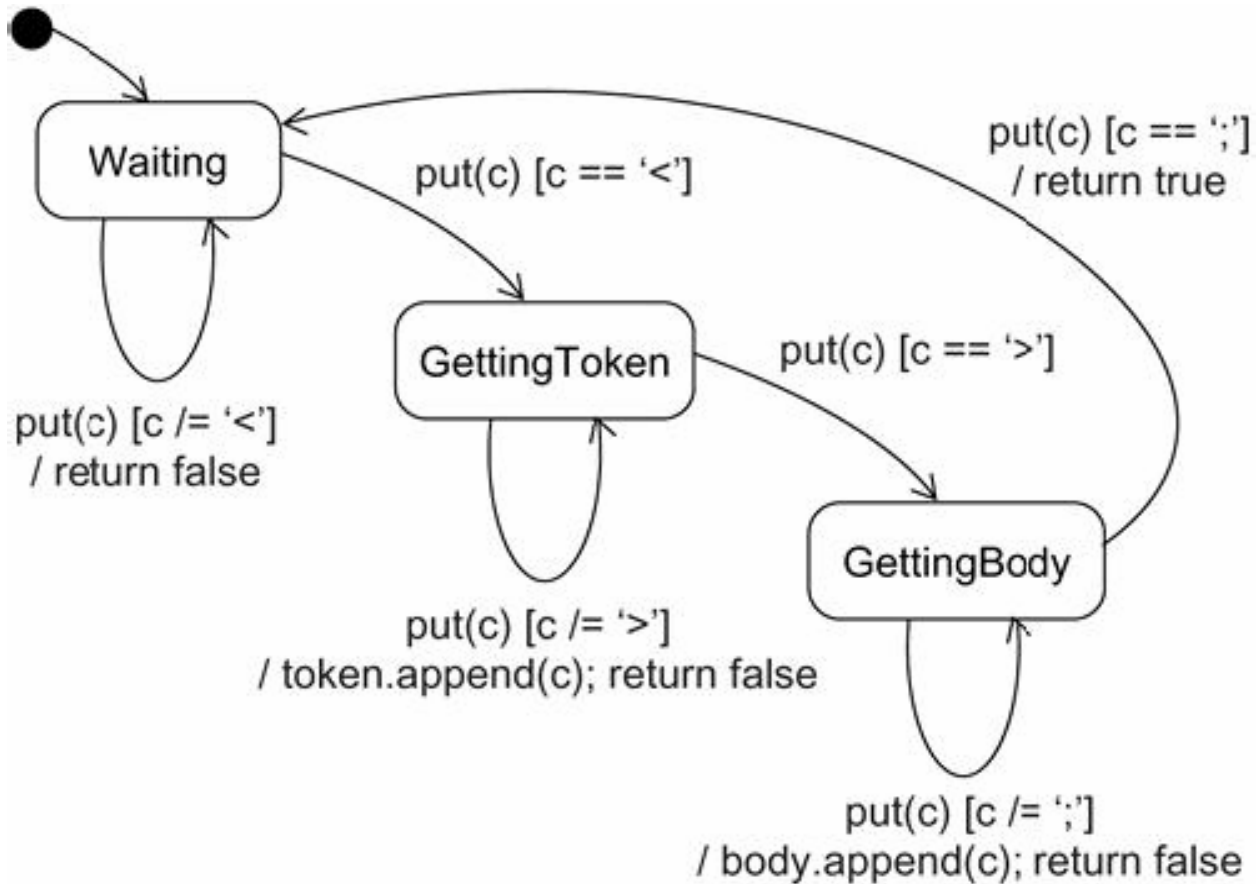 Waiting
put(c) [c == ‘<’]
put(c) [c == ‘;’]
/ return true
GettingToken
put(c) [c == ‘>’]
put(c) [c /= ‘<’]
/ return false
GettingBody
put(c) [c /= ‘>’]
/ token.append(c); return false
put(c) [c /= ‘;’]
/ body.append(c); return false